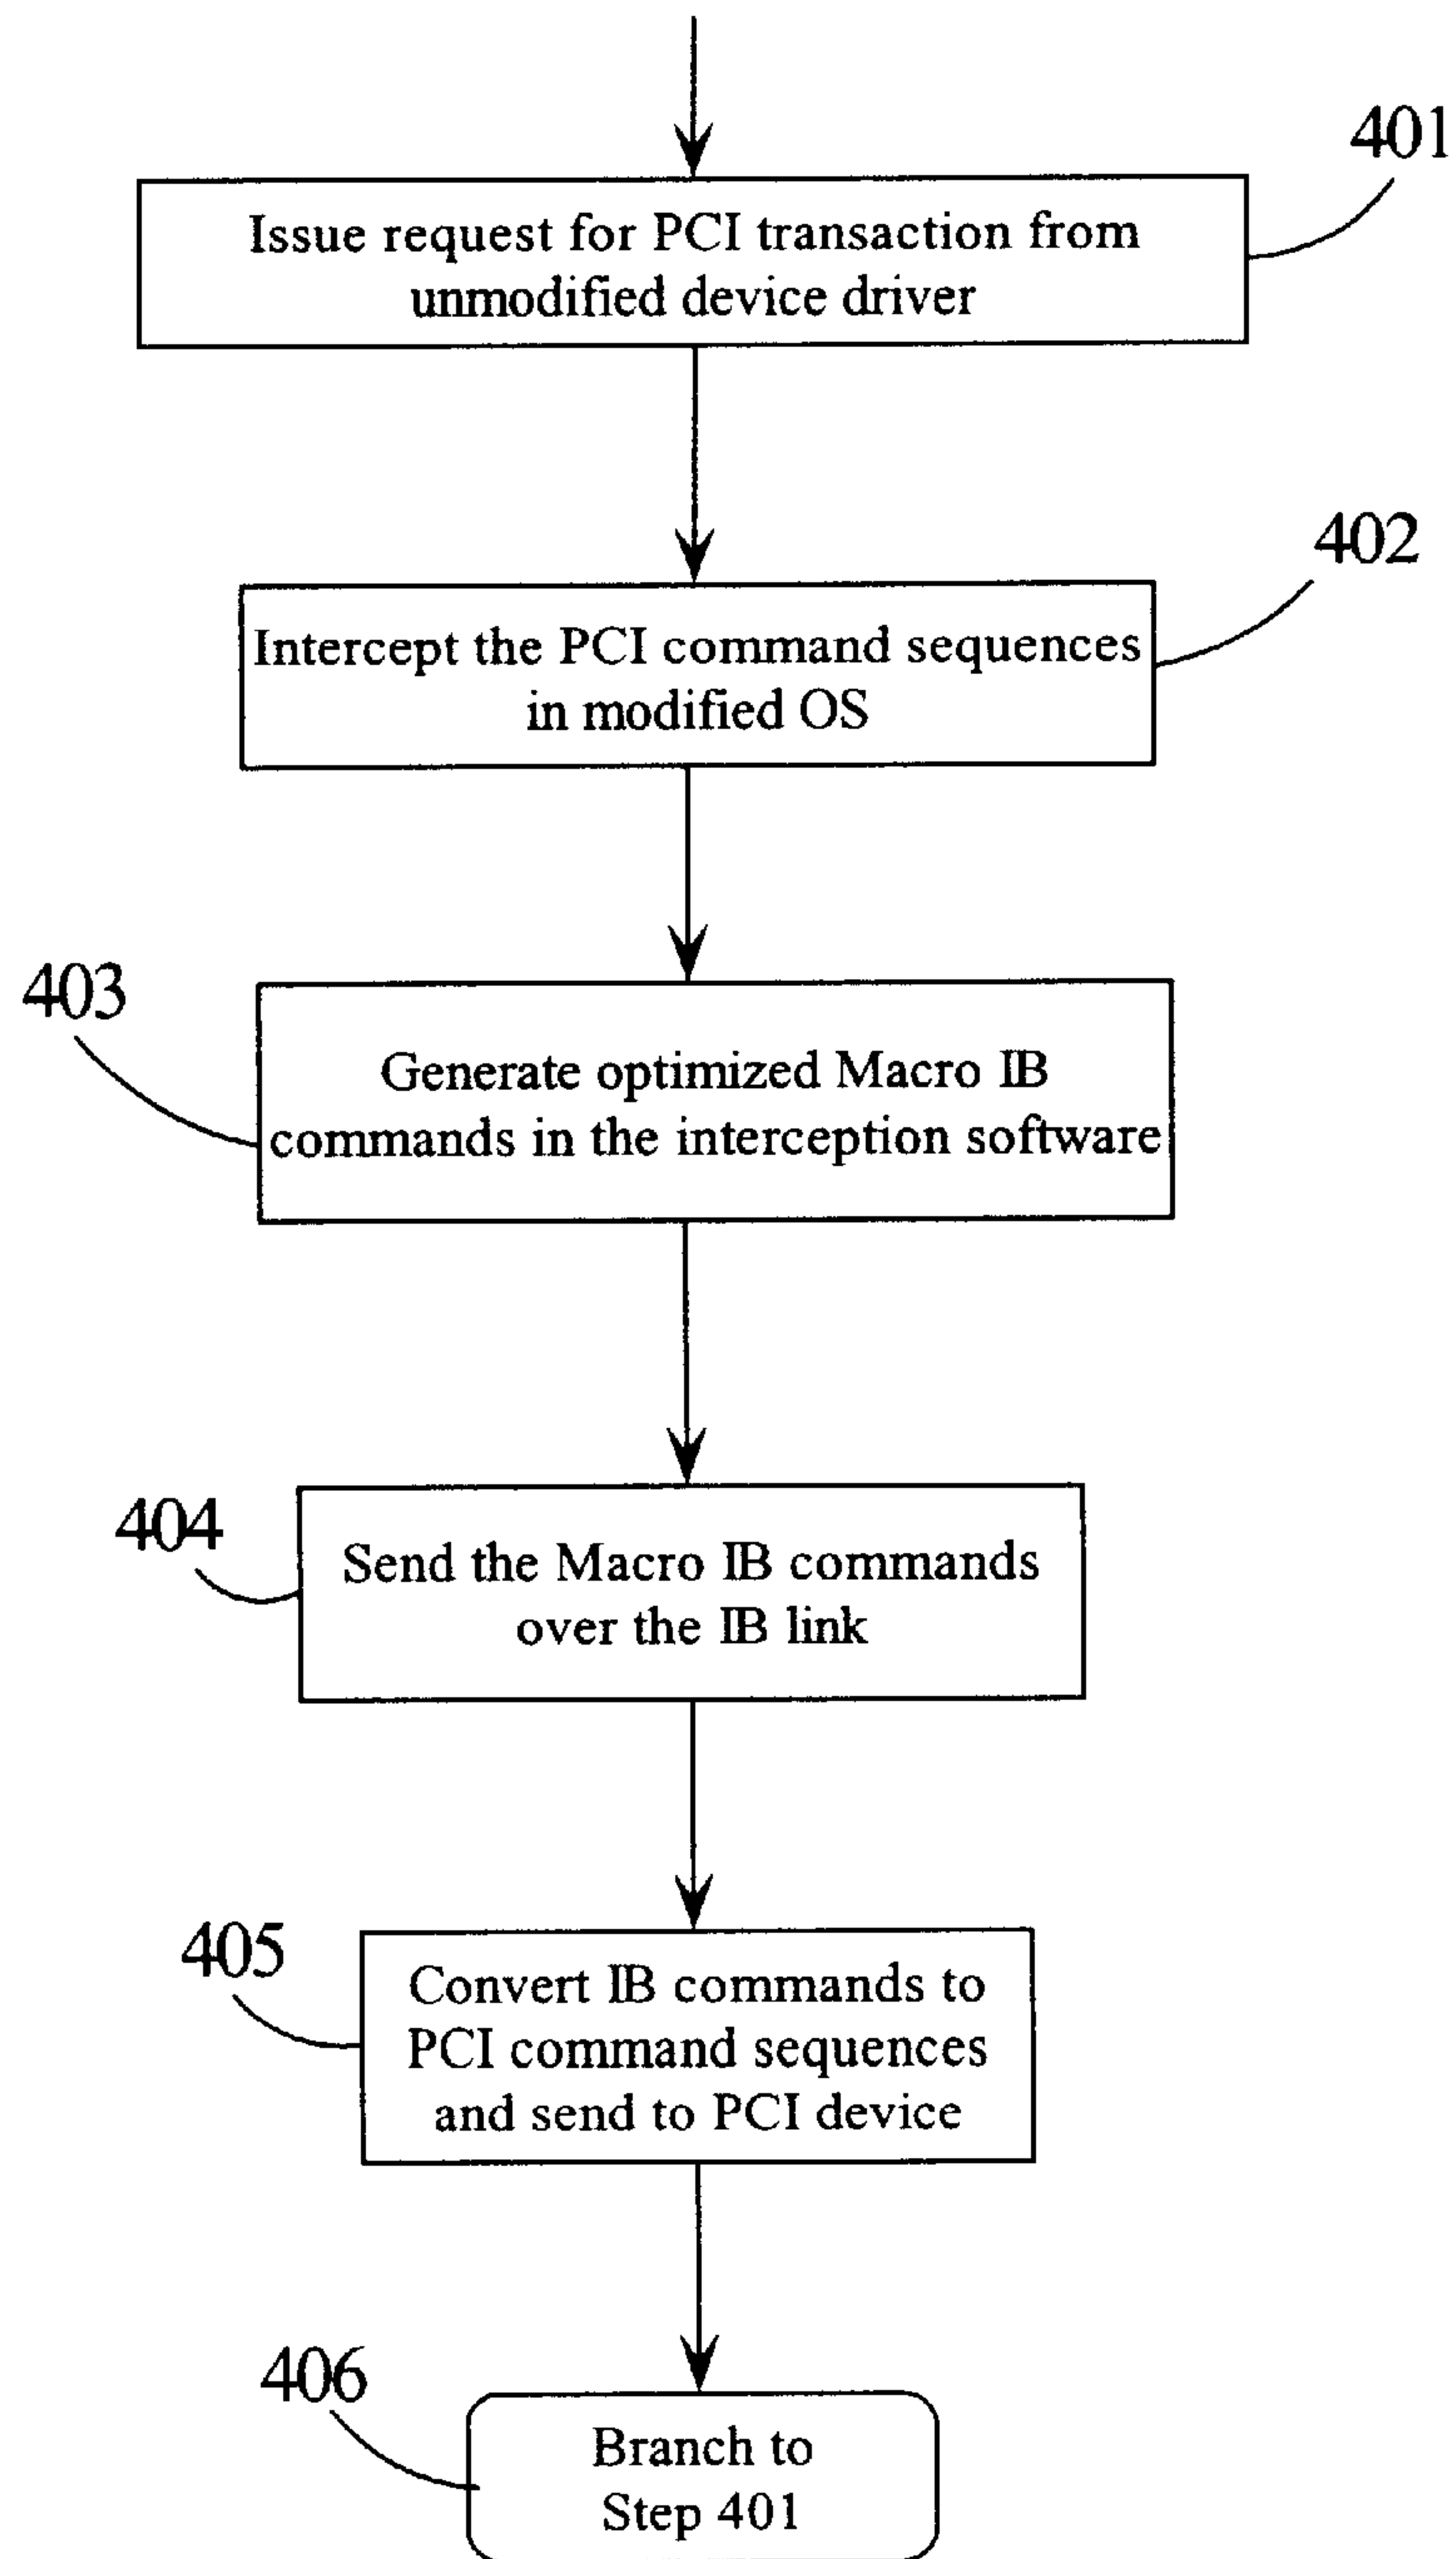 401
Issue request for PCI transaction from
unmodified device driver
402
Intercept the PCI command sequences
in modified OS
403
Generate optimized Macro IB
commands in the interception software
404
Send the Macro IB commands
over the IB link
405
Convert IB commands to
PCI command sequences
and send to PCI device
406
Branch to
Step 401